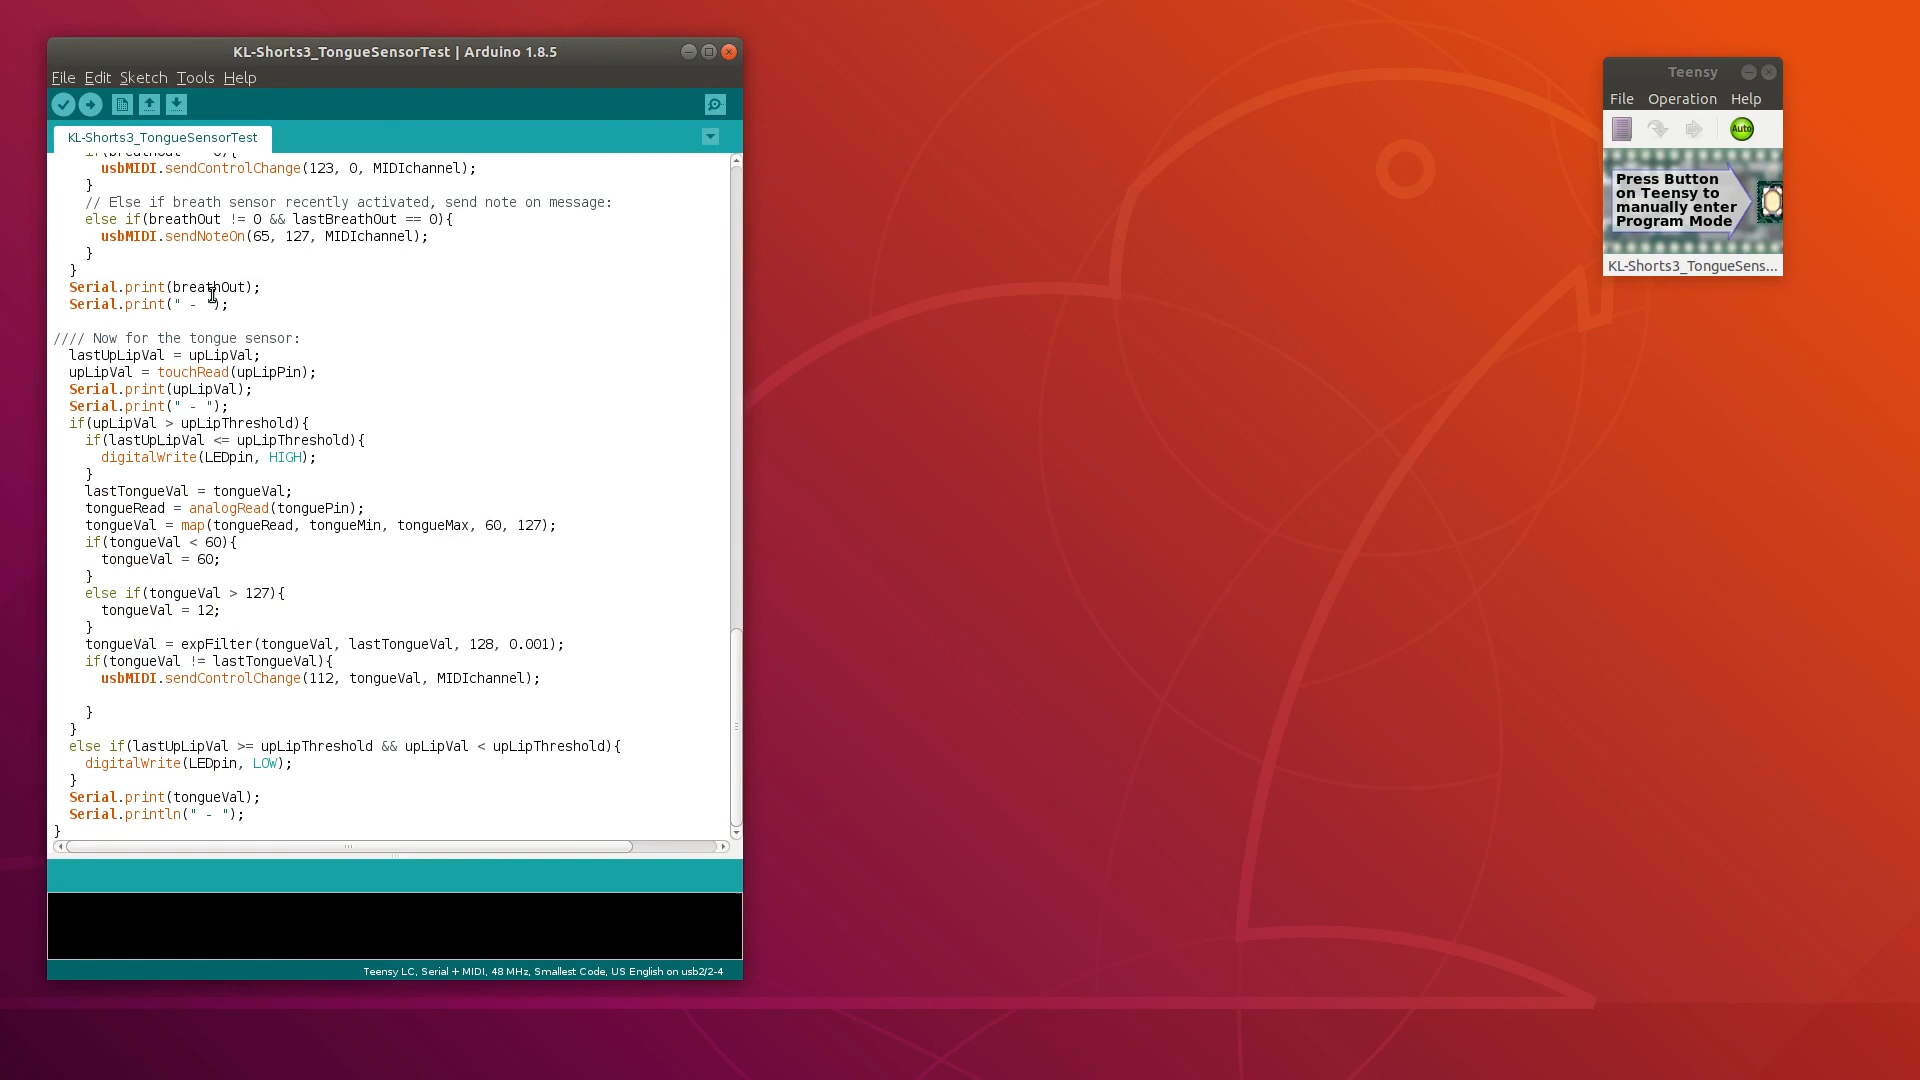 KL-Shorts3_TongueSensorTest | Arduino 1.8.5
File Edit Sketch Tools Help
KL-Shorts3_TongueSensorTest
usbMIDI.sendControlChange(123, 0, MIDIchannel);
}
// Else if breath sensor recently activated, send note on message:
else if(breathOut != 0 && lastBreathOut == 0){
usbMIDI.sendNoteOn(65, 127, MIDIchannel);
}
}
Serial.print(breathOut);
Serial.print(" - ");
//// Now for the tongue sensor:
lastUpLipVal = upLipVal;
upLipVal = touchRead(upLipPin);
Serial.print(upLipVal);
Serial.print(" - ");
if(upLipVal > upLipThreshold){
if(lastUpLipVal <= upLipThreshold){
digitalWrite(LEDpin, HIGH);
}
lastTongueVal = tongueVal;
tongueRead = analogRead(tonguePin);
tongueVal = map(tongueRead, tongueMin, tongueMax, 60, 127);
if(tongueVal < 60){
tongueVal = 60;
}
else if(tongueVal > 127){
tongueVal = 12;
}
tongueVal = expFilter(tongueVal, lastTongueVal, 128, 0.001);
if(tongueVal != lastTongueVal){
usbMIDI.sendControlChange(112, tongueVal, MIDIchannel);
}
}
else if(lastUpLipVal >= upLipThreshold && upLipVal < upLipThreshold){
digitalWrite(LEDpin, LOW);
}
Serial.print(tongueVal);
Serial.println(" - ");
}
Teensy LC, Serial + MIDI, 48 MHz, Smallest Code, US English on usb2/2-4
Teensy
File Operation Help
Auto
Press Button
on Teensy to
manually enter
Program Mode
KL-Shorts3_TongueSens...